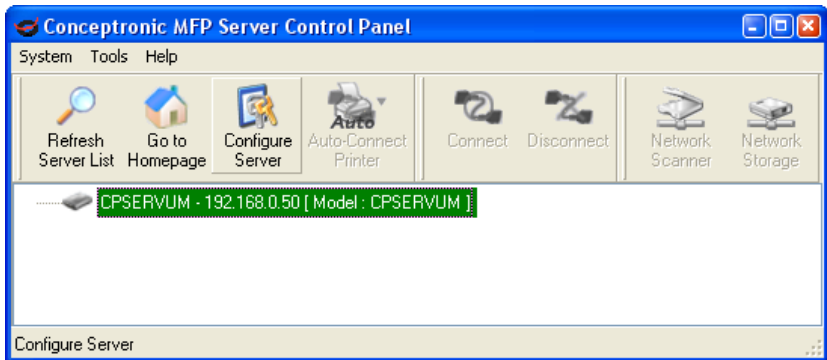 Conceptronic MFP Server Control Panel
System Tools Help
Refresh Server List
Go to Homepage
Configure Server
Auto
Auto-Connect Printer
Connect
Disconnect
Network Scanner
Network Storage
CPSERVUM - 192.168.0.50 [ Model : CPSERVUM ]
Configure Server